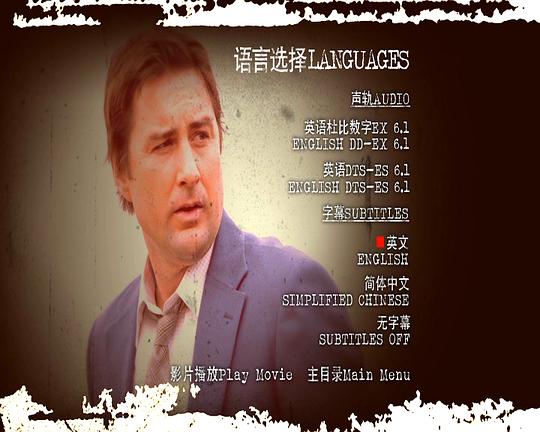 语言选择LANGUAGES
声轨AUDIO
英语杜比数字EX 6.1
ENGLISH DD-EX 6.1
英语DTS-ES 6.1
ENGLISH DTS-ES 6.1
字幕SUBTITLES
英文
ENGLISH
简体中文
SIMPLIFIED CHINESE
无字幕
SUBTITLES OFF
影片播放Play Movie 主目录Main Menu